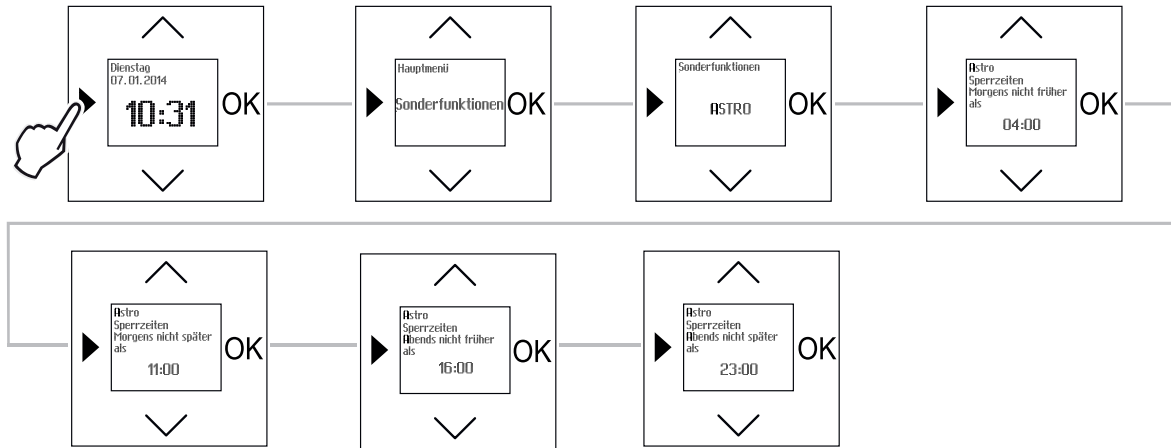 Dienstag
07.01.2014
10:31
OK
Hauptmenü
Sonderfunktionen
OK
Sonderfunktionen
ASTRO
OK
Astro
Sperrzeiten
Morgens nicht früher
als
04:00
OK
Astro
Sperrzeiten
Morgens nicht später
als
11:00
OK
Astro
Sperrzeiten
Abends nicht früher
als
16:00
OK
Astro
Sperrzeiten
Abends nicht später
als
23:00
OK